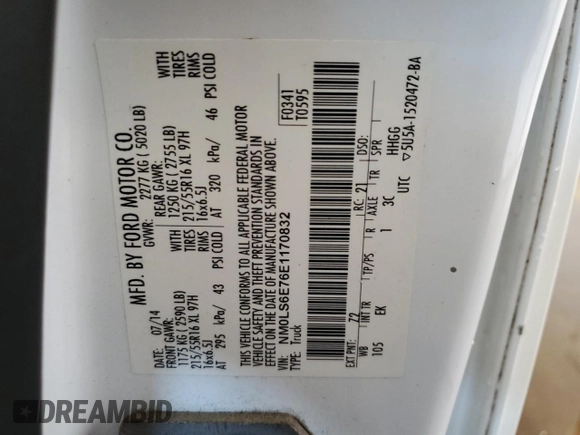 MFD. BY FORD MOTOR CO.
DATE: 07/14 GVWR: 2277 KG ( 5020 LB)
FRONT GAWR: REAR GAWR: WITH
1175 KG ( 2590 LB) 1250 KG ( 2755 LB) TIRES
215/55R16 XL 97H 215/55R16 XL 97H RIMS
16x6.5J 16x6.5J PSI COLD
AT 295 kPa/ 43 PSI COLD AT 320 kPa/ 46
WITH
TIRES
RIMS
THIS VEHICLE CONFORMS TO ALL APPLICABLE FEDERAL MOTOR
VEHICLE SAFETY AND THEFT PREVENTION STANDARDS IN
EFFECT ON THE DATE OF MANUFACTURE SHOWN ABOVE.
VIN: NM0LS6E76E1170832
TYPE: Truck
F0341
T0595
EXT PNT: YZ RC: 21 DSO:
WB INT TR TP/PS R AXLE TR SPR
105 EK 1 3C HHGG
UTC ▽5U5A-1520472-BA
DREAMBID